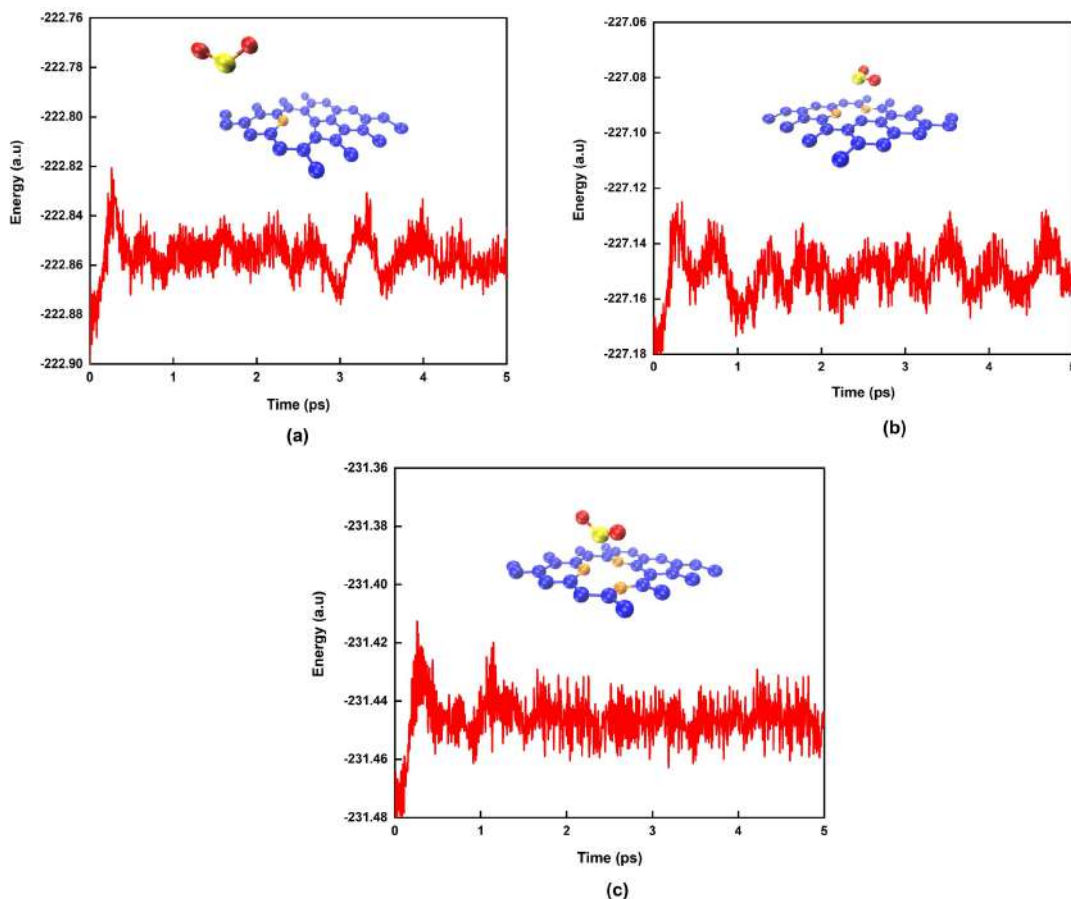 -222.76
-222.78
-222.80
-222.82
-222.84
-222.86
-222.88
-222.90
Energy (a.u)
0 1 2 3 4 5
Time (ps)
(a)
-227.06
-227.08
-227.10
-227.12
-227.14
-227.16
-227.18
Energy (a.u)
0 1 2 3 4 5
Time (ps)
(b)
-231.36
-231.38
-231.40
-231.42
-231.44
-231.46
-231.48
Energy (a.u)
0 1 2 3 4 5
Time (ps)
(c)